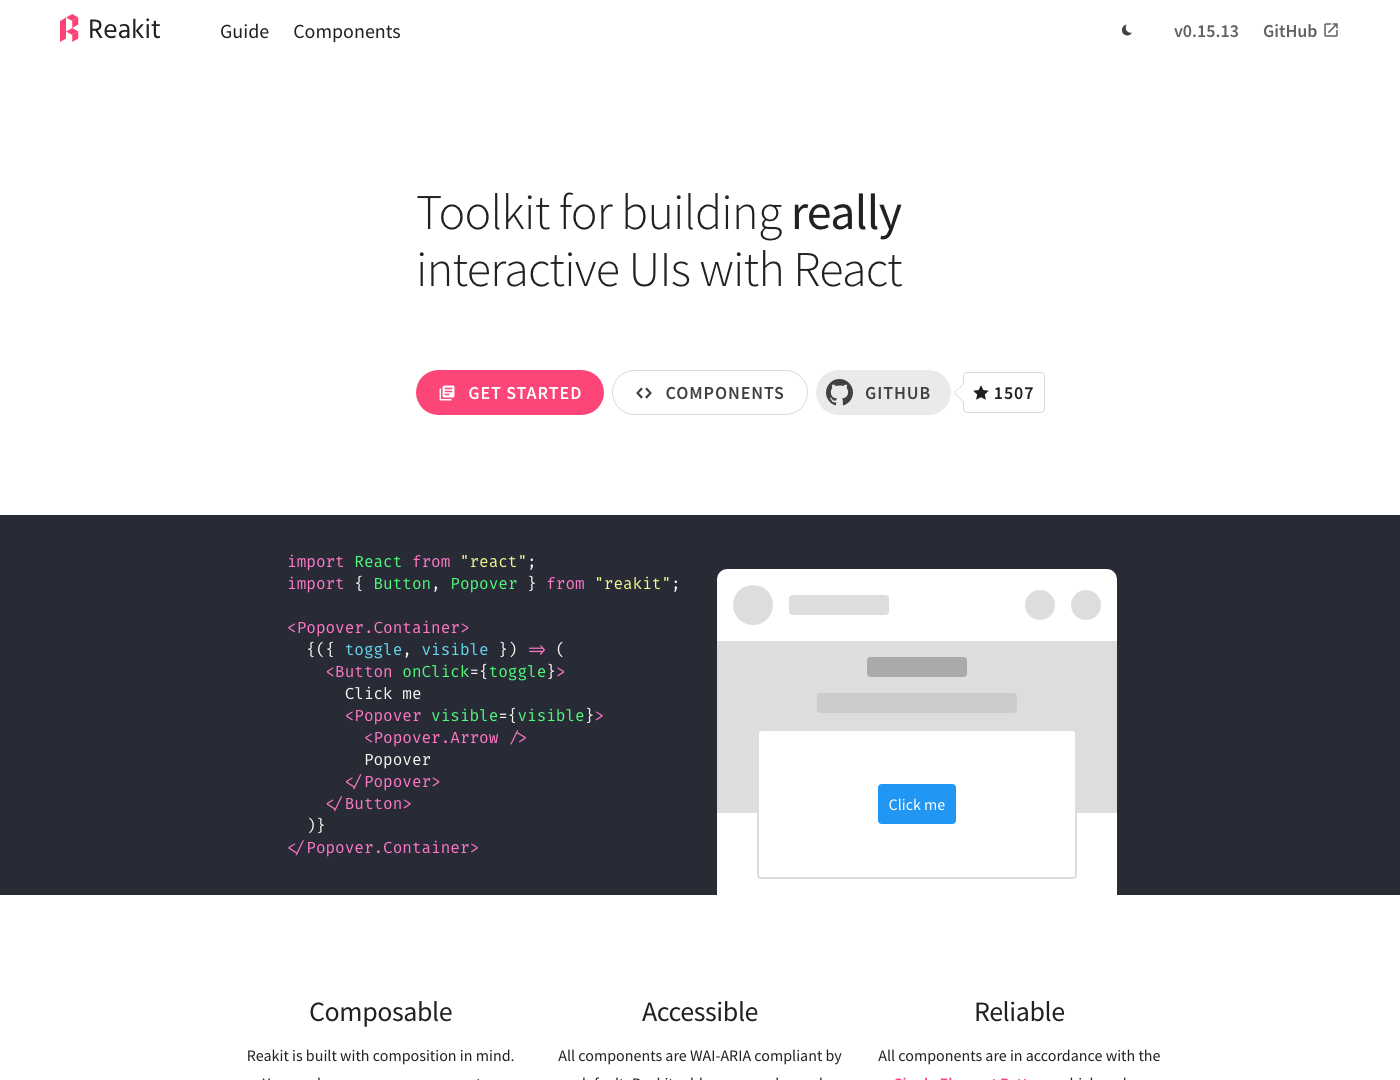 Reakit
Guide Components
v0.15.13 GitHub
Toolkit for building really
interactive UIs with React
GET STARTED
COMPONENTS
GITHUB
★ 1507
import React from "react";
import { Button, Popover } from "reakit";
<Popover.Container>
{({ toggle, visible }) => (
<Button onClick={toggle}>
Click me
<Popover visible={visible}>
<Popover.Arrow />
Popover
</Popover>
</Button>
)}
</Popover.Container>
Click me
Composable
Reakit is built with composition in mind.
Accessible
All components are WAI-ARIA compliant by
Reliable
All components are in accordance with the